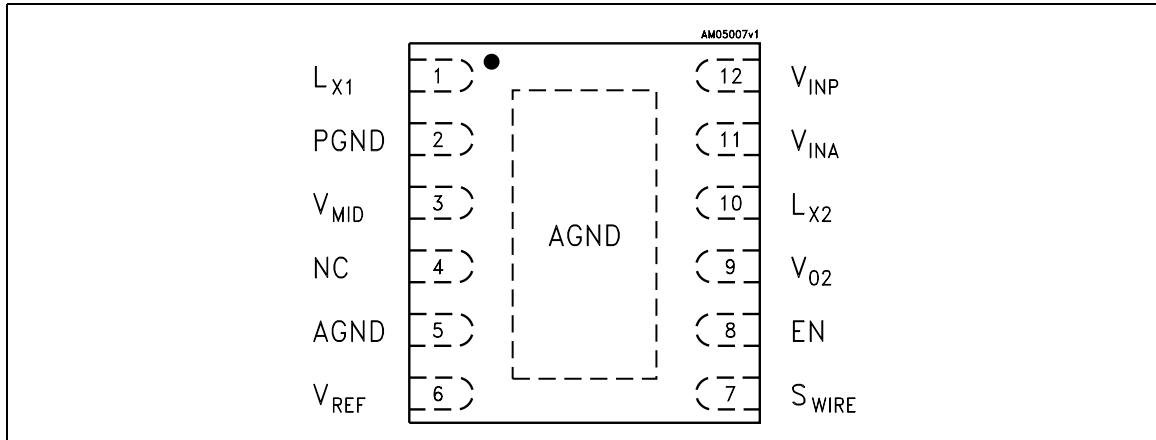 AM05007v1
LX1 1 12 VINP
PGND 2 11 VINA
VMID 3 10 LX2
NC 4 9 VO2
AGND
AGND 5 8 EN
VREF 6 7 SWIRE